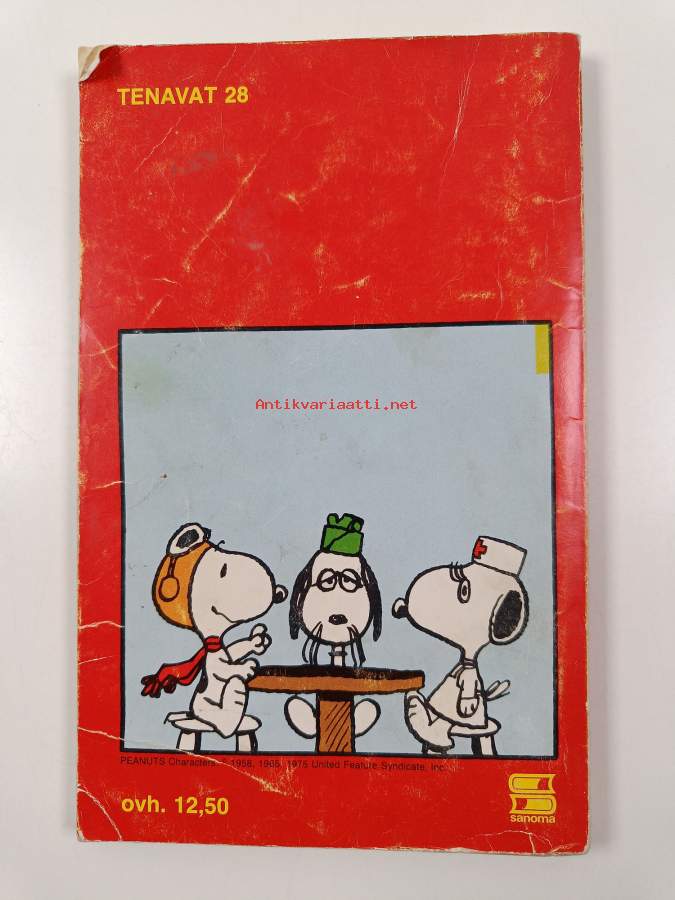 TENAVAT 28
Antikvariaatti.net
PEANUTS Characters: © 1958, 1965, 1975 United Feature Syndicate, Inc.
ovh. 12,50
sanoma